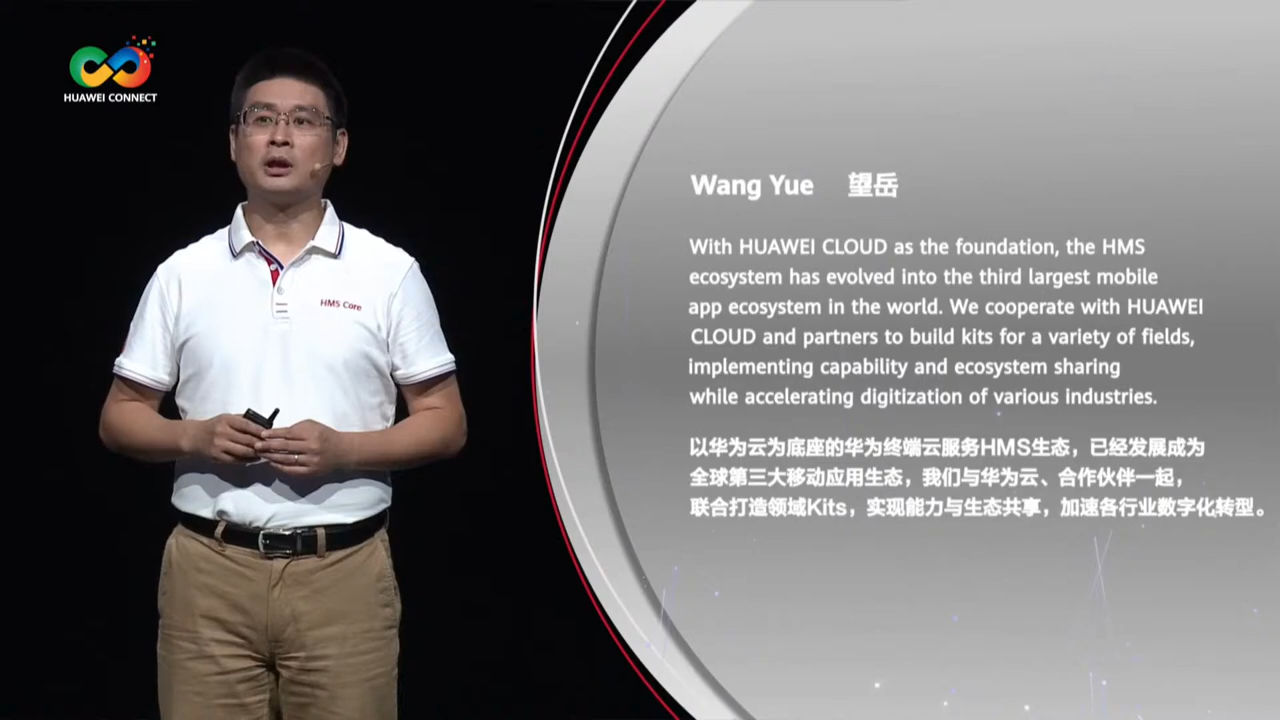 HUAWEI CONNECT
HMS Core
Wang Yue 望岳
With HUAWEI CLOUD as the foundation, the HMS
ecosystem has evolved into the third largest mobile
app ecosystem in the world. We cooperate with HUAWEI
CLOUD and partners to build kits for a variety of fields,
implementing capability and ecosystem sharing
while accelerating digitization of various industries.
以华为云为底座的华为终端云服务HMS生态，已经发展成为
全球第三大移动应用生态，我们与华为云、合作伙伴一起，
联合打造领域Kits，实现能力与生态共享，加速各行业数字化转型。